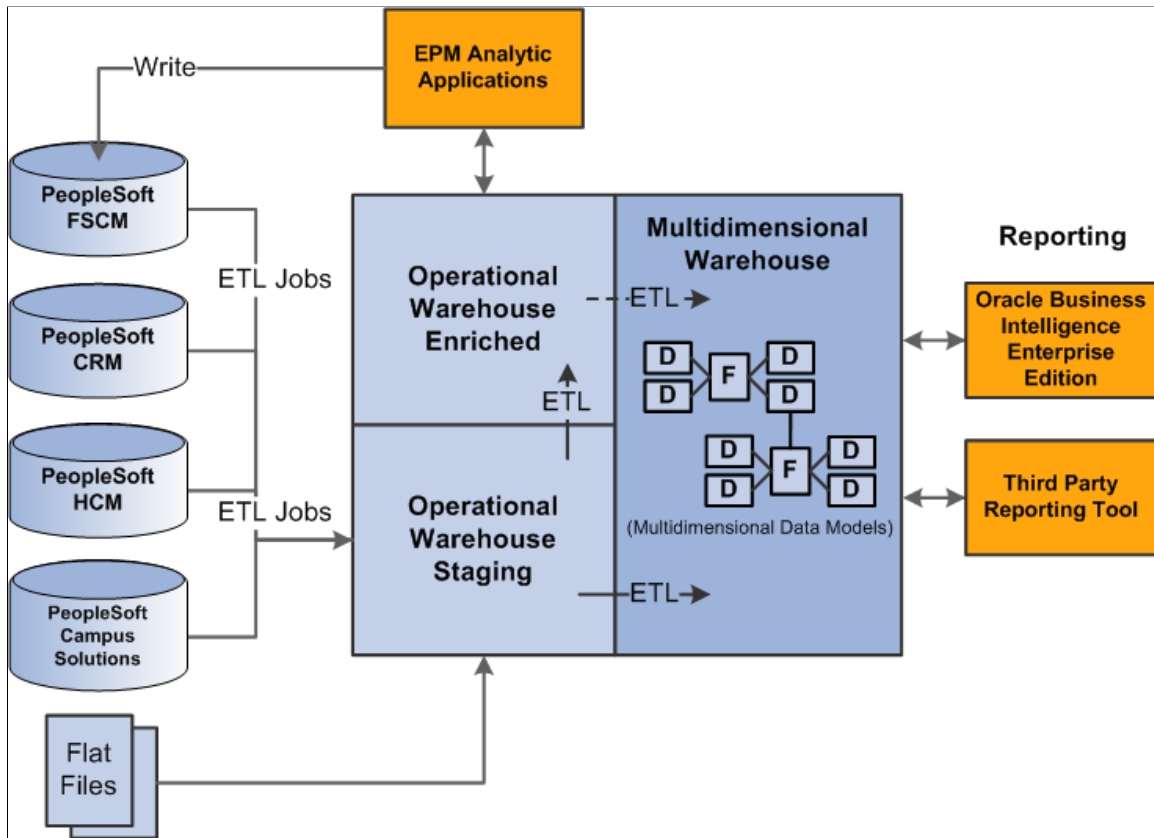 EPM Analytic
Applications
Write
PeopleSoft
FSCM
ETL Jobs
PeopleSoft
CRM
PeopleSoft
HCM
ETL Jobs
PeopleSoft
Campus
Solutions
Flat
Files
Operational
Warehouse
Enriched
ETL
ETL
Operational
Warehouse
Staging
ETL
Multidimensional
Warehouse
D
D
F
D
D
D
D
F
D
D
(Multidimensional Data Models)
Reporting
Oracle Business
Intelligence
Enterprise
Edition
Third Party
Reporting Tool